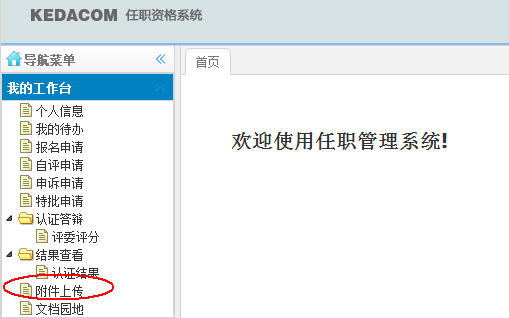 KEDACOM 任职资格系统
导航菜单
首页
我的工作台
个人信息
我的待办
报名申请
自评申请
申诉申请
特批申请
认证答辩
评委评分
结果查看
认证结果
附件上传
文档园地
欢迎使用任职管理系统!